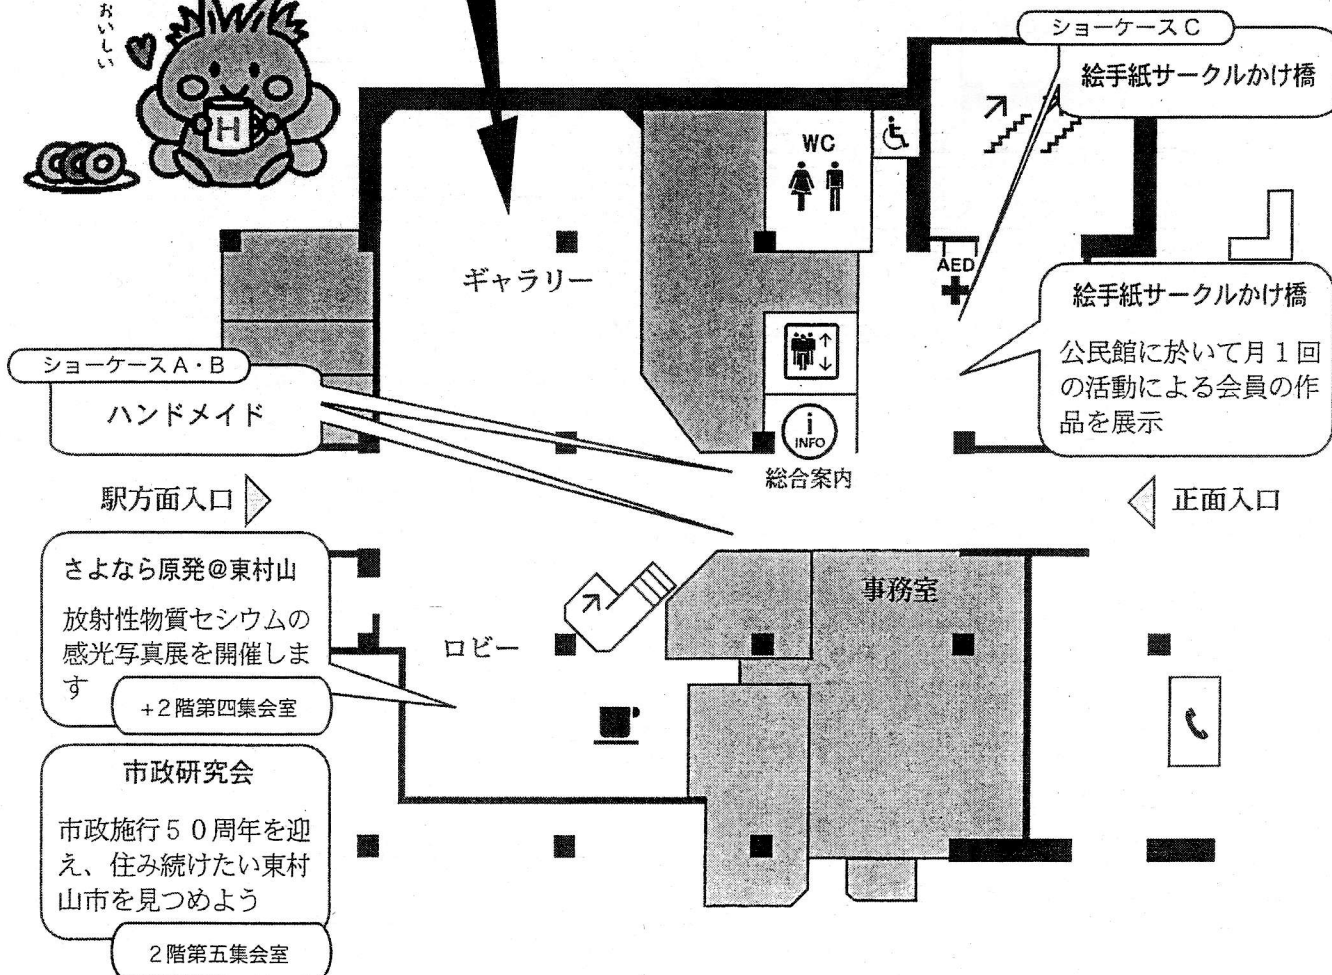 おいしい
H
ショーケース C
絵手紙サークルかけ橋
WC
AED
ギャラリー
絵手紙サークルかけ橋
公民館に於いて月１回
の活動による会員の作
品を展示
ショーケース A・B
ハンドメイド
i
INFO
総合案内
駅方面入口
正面入口
さよなら原発＠東村山
放射性物質セシウムの
感光写真展を開催しま
す
+２階第四集会室
事務室
ロビー
市政研究会
市政施行５０周年を迎
え、住み続けたい東村
山市を見つめよう
２階第五集会室